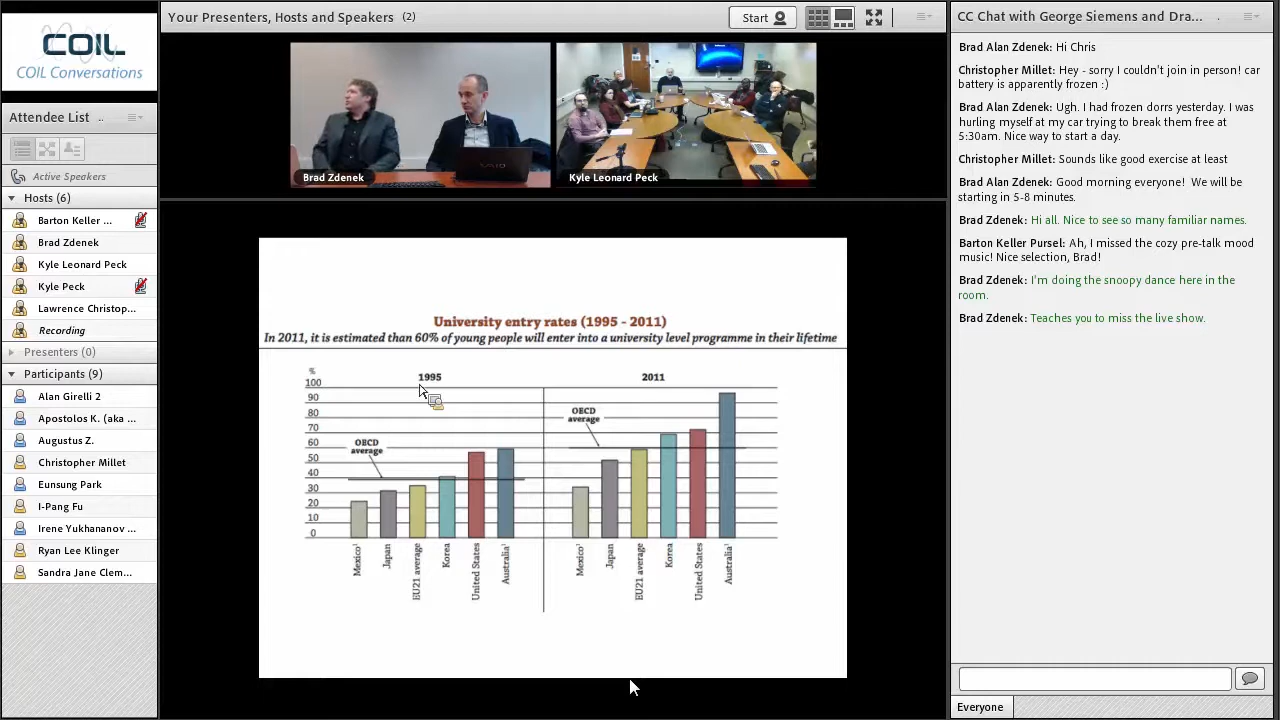 COIL
COIL Conversations
Attendee List ..
Active Speakers
Hosts (6)
Barton Keller ...
Brad Zdenek
Kyle Leonard Peck
Kyle Peck
Lawrence Christop...
Recording
Presenters (0)
Participants (9)
Alan Girelli 2
Apostolos K. (aka ...
Augustus Z.
Christopher Millet
Eunsung Park
I-Pang Fu
Irene Yukhananov ...
Ryan Lee Klinger
Sandra Jane Clem...
Your Presenters, Hosts and Speakers (2)
Start
Brad Zdenek
VAIO
Kyle Leonard Peck
University entry rates (1995 - 2011)
In 2011, it is estimated than 60% of young people will enter into a university level programme in their lifetime
%
1995
2011
100
90
80
70
60
50
40
30
20
10
0
OECD
average
OECD
average
Mexico¹
Japan
EU21 average
Korea
United States
Australia¹
Mexico¹
Japan
EU21 average
Korea
United States
Australia¹
CC Chat with George Siemens and Dra... .
Brad Alan Zdenek: Hi Chris
Christopher Millet: Hey - sorry I couldn't join in person! car
battery is apparently frozen :)
Brad Alan Zdenek: Ugh. I had frozen dorrs yesterday. I was
hurling myself at my car trying to break them free at
5:30am. Nice way to start a day.
Christopher Millet: Sounds like good exercise at least
Brad Alan Zdenek: Good morning everyone! We will be
starting in 5-8 minutes.
Brad Zdenek: Hi all. Nice to see so many familiar names.
Barton Keller Pursel: Ah, I missed the cozy pre-talk mood
music! Nice selection, Brad!
Brad Zdenek: I'm doing the snoopy dance here in the
room.
Brad Zdenek: Teaches you to miss the live show.
Everyone